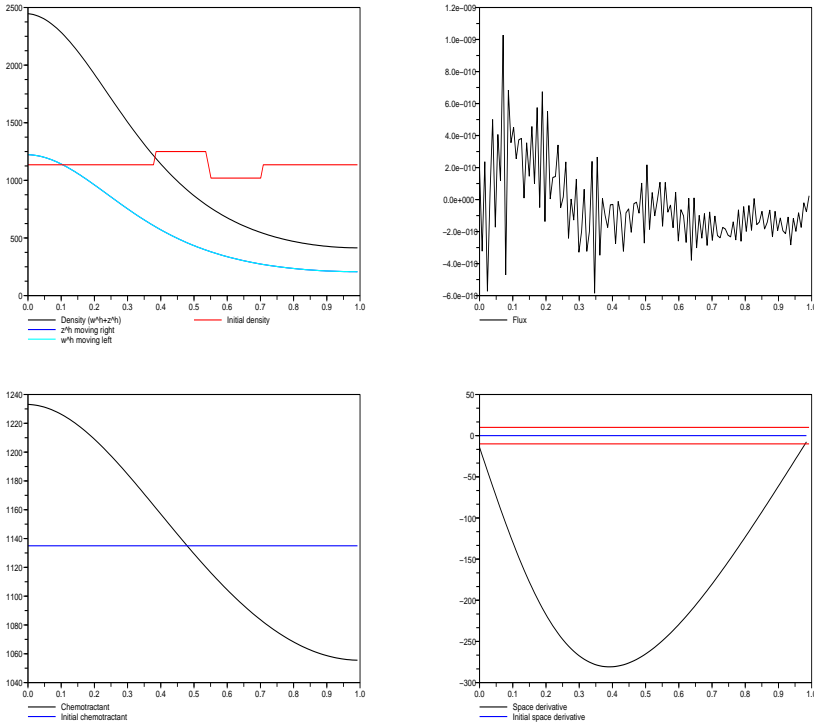 2500
2000
1500
1000
500
0
0.0 0.1 0.2 0.3 0.4 0.5 0.6 0.7 0.8 0.9 1.0
Density (w^h+z^h) Initial density
z^h moving right
w^h moving left
1.2e-009
1.0e-009
8.0e-010
6.0e-010
4.0e-010
2.0e-010
0.0e+000
-2.0e-010
-4.0e-010
-6.0e-010
0.0 0.1 0.2 0.3 0.4 0.5 0.6 0.7 0.8 0.9 1.0
Flux
1240
1220
1200
1180
1160
1140
1120
1100
1080
1060
1040
0.0 0.1 0.2 0.3 0.4 0.5 0.6 0.7 0.8 0.9 1.0
Chemotractant
Initial chemotractant
50
0
-50
-100
-150
-200
-250
-300
0.0 0.1 0.2 0.3 0.4 0.5 0.6 0.7 0.8 0.9 1.0
Space derivative
Initial space derivative